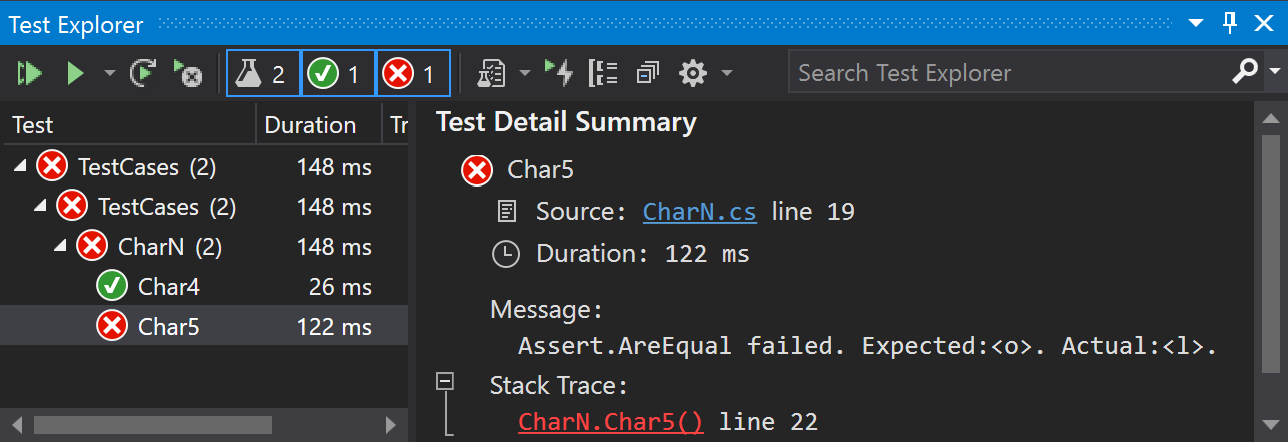 Test Explorer
2 1 1 Search Test Explorer
Test Duration Tr
TestCases (2) 148 ms
TestCases (2) 148 ms
CharN (2) 148 ms
Char4 26 ms
Char5 122 ms
Test Detail Summary
Char5
Source: CharN.cs line 19
Duration: 122 ms
Message:
Assert.AreEqual failed. Expected:<o>. Actual:<l>.
Stack Trace:
CharN.Char5() line 22